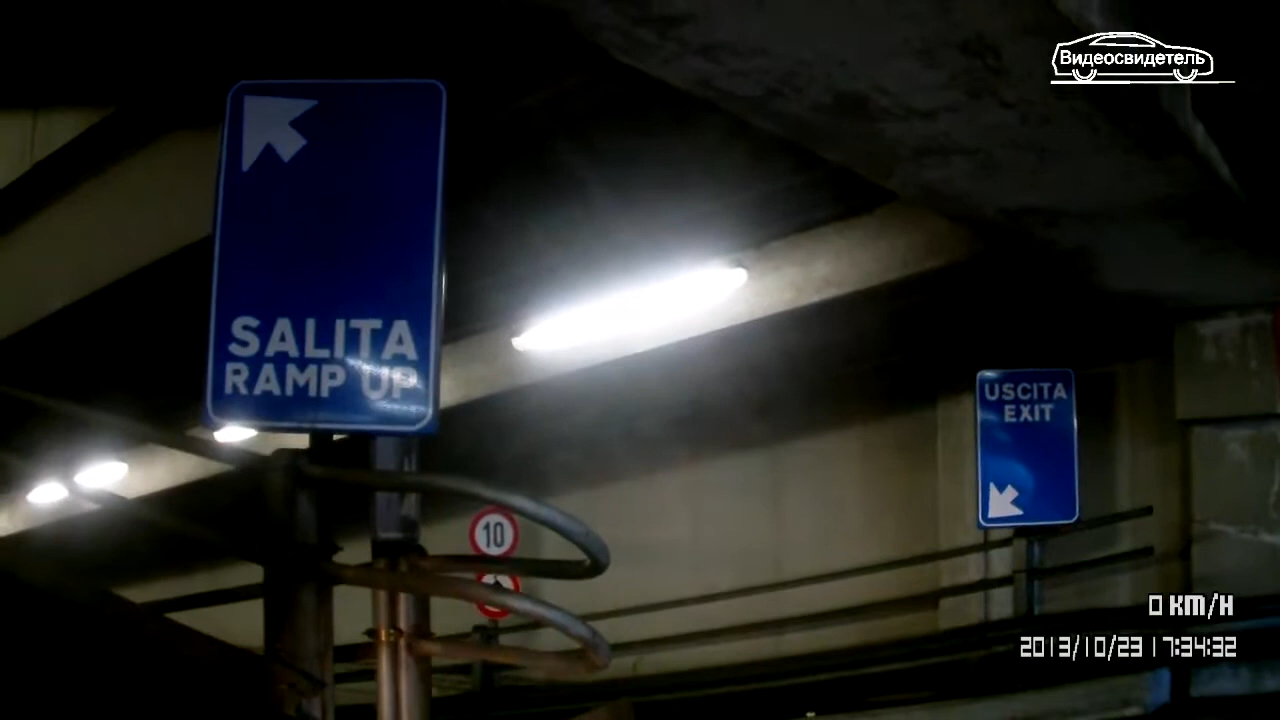 Видеосвидетель
SALITA
RAMP UP
USCITA
EXIT
10
0 KM/H
2013/10/23 17:34:32